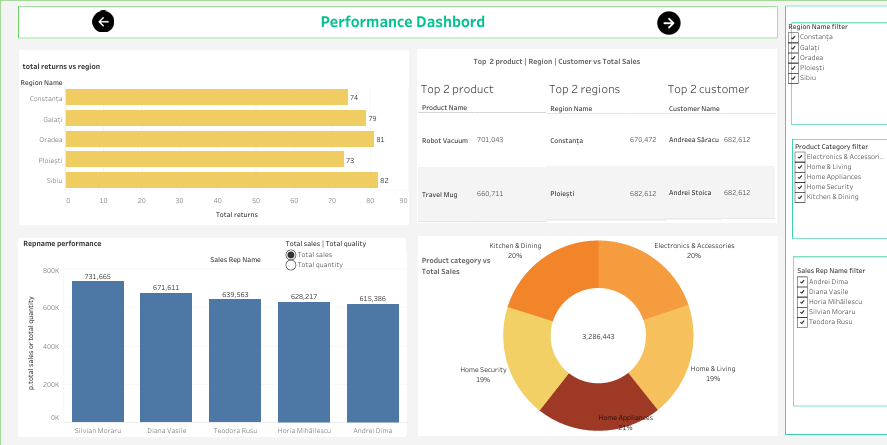 Performance Dashbord
total returns vs region
Region Name
Constanța 74
Galați 79
Oradea 81
Ploiești 73
Sibiu 82
0 10 20 30 40 50 60 70 80 90
Total returns
Top 2 product | Region | Customer vs Total Sales
Top 2 product Top 2 regions Top 2 customer
Product Name Region Name Customer Name
Robot Vacuum 701,043 Constanța 670,472 Andreea Săracu 682,612
Travel Mug 660,711 Ploiești 682,612 Andrei Stoica 682,612
Repname performance
Total sales | Total quality
Total sales
Total quantity
Sales Rep Name
p.total sales or total quantity
800K
600K
400K
200K
0K
731,665
671,611
639,563
628,217
615,386
Silvian Moraru Diana Vasile Teodora Rusu Horia Mihăilescu Andrei Dima
Product category vs
Total Sales
Kitchen & Dining
20%
Electronics & Accessories
20%
3,286,443
Home Security
19%
Home & Living
19%
Home Appliances
21%
Region Name filter
Constanța
Galați
Oradea
Ploiești
Sibiu
Product Category filter
Electronics & Accessori..
Home & Living
Home Appliances
Home Security
Kitchen & Dining
Sales Rep Name filter
Andrei Dima
Diana Vasile
Horia Mihăilescu
Silvian Moraru
Teodora Rusu